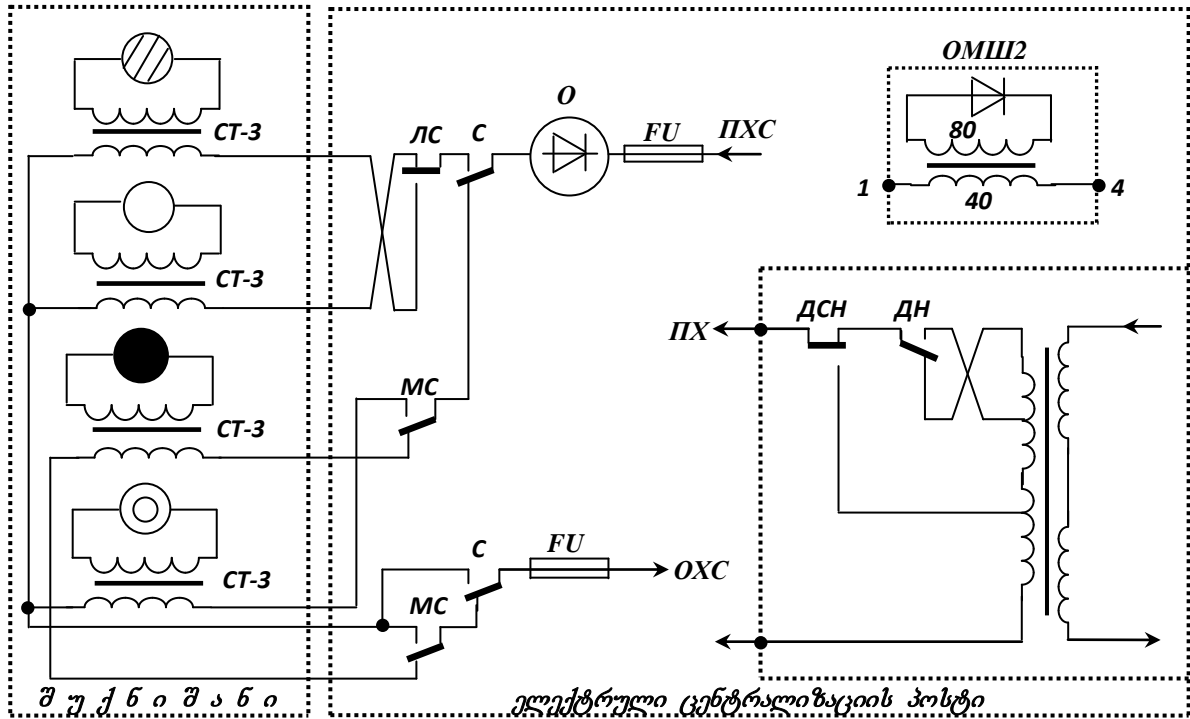 ОМШ2
О
СТ-3
ЛС
С
FU
ПХС
80
1
40
4
СТ-3
ДСН
ДН
ПХ
МС
СТ-3
С
FU
ОХС
СТ-3
МС
შუქნიშანი
ელექტრული ცენტრალიზაციის პოსტი